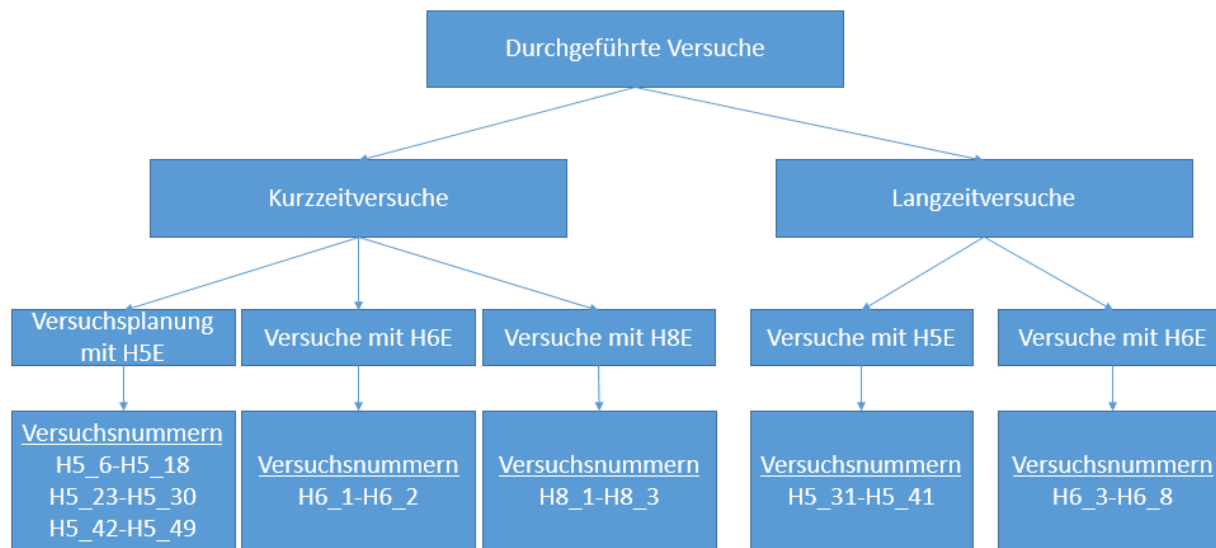 Durchgeführte Versuche
Kurzzeitversuche
Langzeitversuche
Versuchsplanung
mit H5E
Versuche mit H6E
Versuche mit H8E
Versuche mit H5E
Versuche mit H6E
Versuchsnummern
H5_6-H5_18
H5_23-H5_30
H5_42-H5_49
Versuchsnummern
H6_1-H6_2
Versuchsnummern
H8_1-H8_3
Versuchsnummern
H5_31-H5_41
Versuchsnummern
H6_3-H6_8